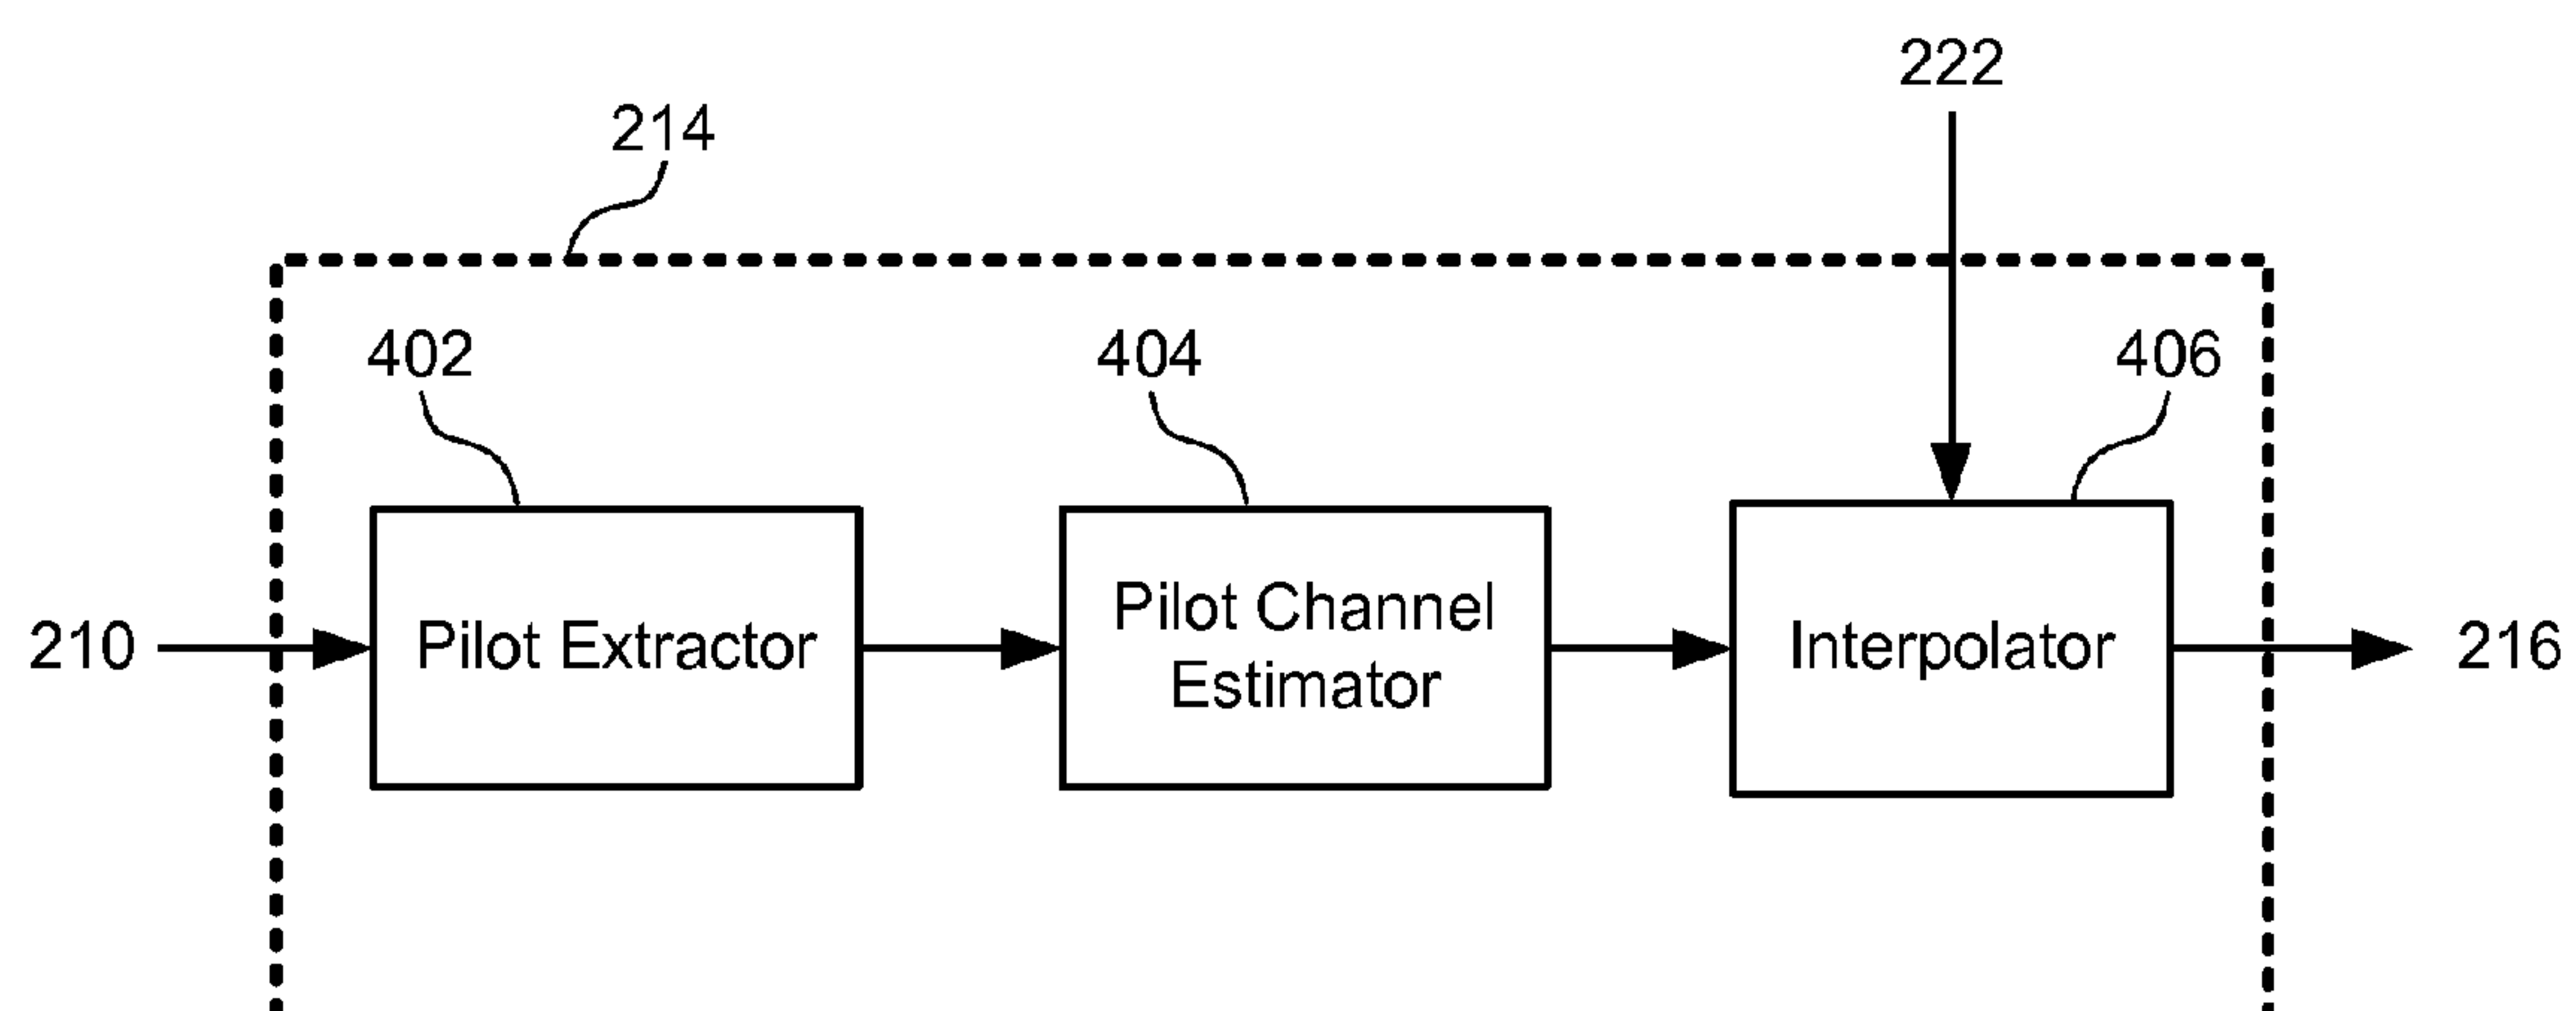 222
214
402
404
406
210
Pilot Extractor
Pilot Channel
Estimator
Interpolator
216